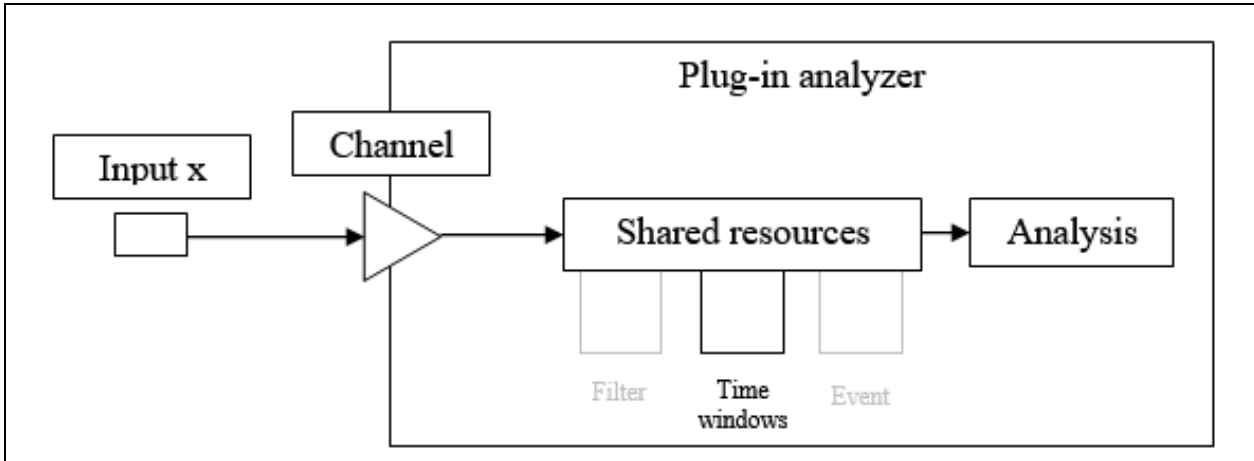 Plug-in analyzer
Channel
Input x
Shared resources
Analysis
Filter
Time
windows
Event